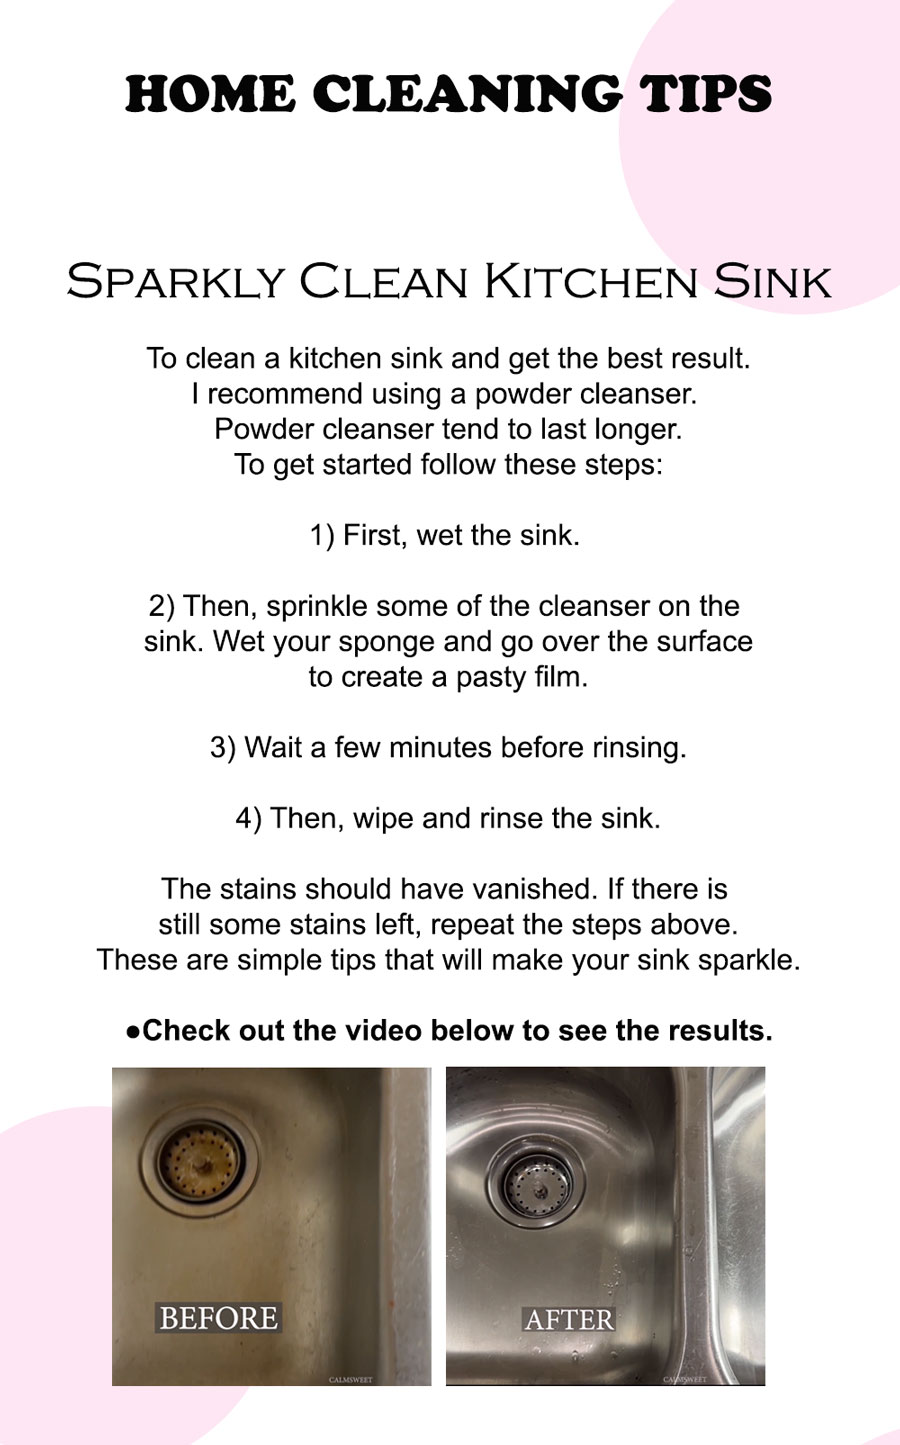 HOME CLEANING TIPS
SPARKLY CLEAN KITCHEN SINK
To clean a kitchen sink and get the best result.
I recommend using a powder cleanser.
Powder cleanser tend to last longer.
To get started follow these steps:
1) First, wet the sink.
2) Then, sprinkle some of the cleanser on the
sink. Wet your sponge and go over the surface
to create a pasty film.
3) Wait a few minutes before rinsing.
4) Then, wipe and rinse the sink.
The stains should have vanished. If there is
still some stains left, repeat the steps above.
These are simple tips that will make your sink sparkle.
●Check out the video below to see the results.
BEFORE
AFTER
CALMSWEET
CALMSWEET